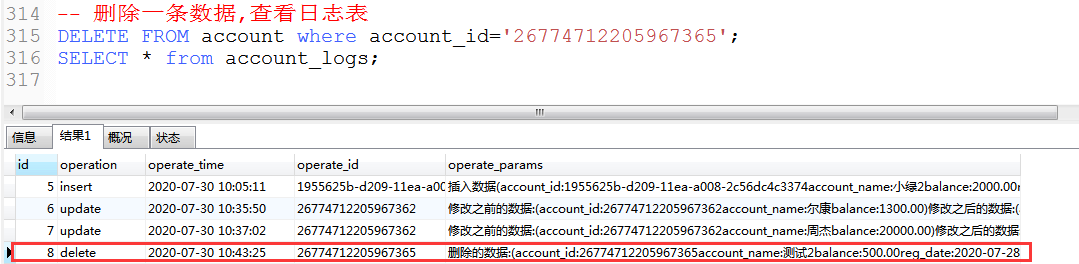 314 -- 删除一条数据,查看日志表
315 DELETE FROM account where account_id='26774712205967365';
316 SELECT * from account_logs;
317
信息 结果1 概况 状态
id operation operate_time operate_id operate_params
5 insert 2020-07-30 10:05:11 1955625b-d209-11ea-a00 插入数据(account_id:1955625b-d209-11ea-a008-2c56dc4c3374account_name:小绿2balance:2000.00r
6 update 2020-07-30 10:35:50 26774712205967362 修改之前的数据:(account_id:26774712205967362account_name:尔康balance:1300.00)修改之后的数据:(
7 update 2020-07-30 10:37:02 26774712205967362 修改之前的数据:(account_id:26774712205967362account_name:周杰balance:20000.00)修改之后的数据
8 delete 2020-07-30 10:43:25 26774712205967365 删除的数据:(account_id:26774712205967365account_name:测试2balance:500.00req_date:2020-07-28